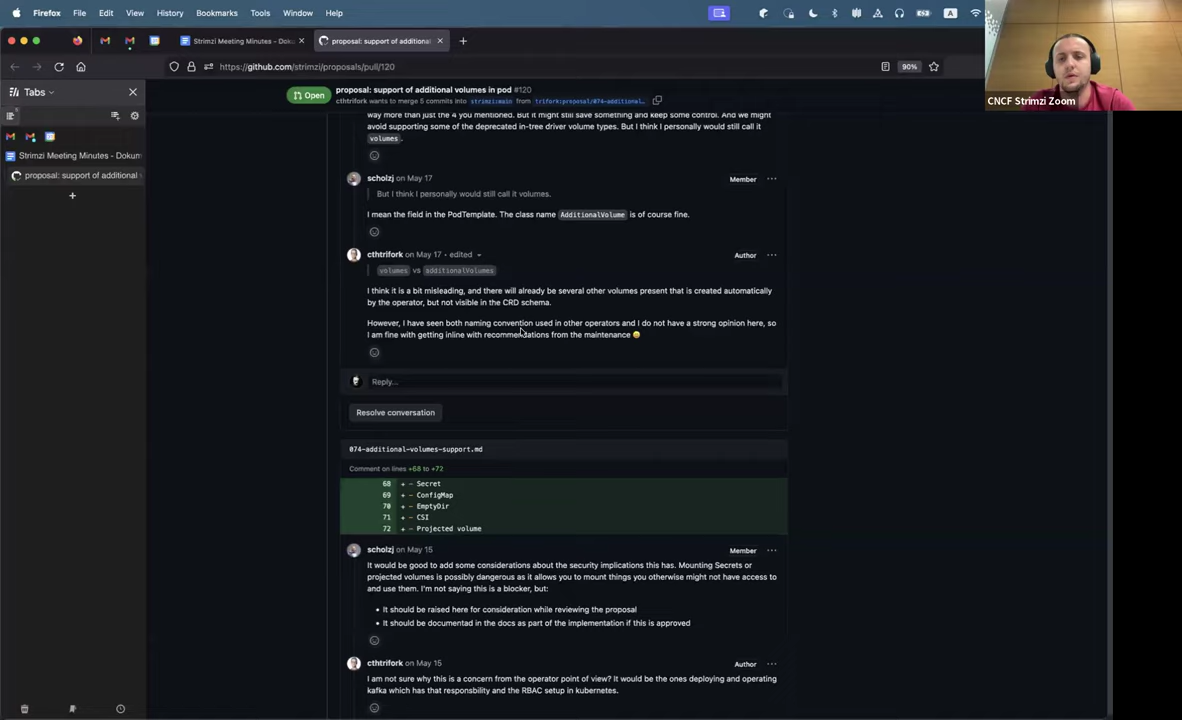 Firefox File Edit View History Bookmarks Tools Window Help
Strimzi Meeting Minutes - Dok
proposal: support of additional
https://github.com/strimzi/proposals/pull/120
90%
Tabs
CNCF Strimzi Zoom
Open
proposal: support of additional volumes in pod #120
cthtrifork wants to merge 5 commits into strimzi:main from trifork:proposal/074-additional…
Strimzi Meeting Minutes - Dokum
proposal: support of additional
way more than just the 4 you mentioned. But it might still save something and keep some control. And we might
avoid supporting some of the deprecated in-tree driver volume types. But I think I personally would still call it
volumes.
scholzj on May 17
Member
But I think I personally would still call it volumes.
I mean the field in the PodTemplate. The class name AdditionalVolume is of course fine.
cthtrifork on May 17 • edited
Author
volumes vs additionalVolumes
I think it is a bit misleading, and there will already be several other volumes present that is created automatically
by the operator, but not visible in the CRD schema.
However, I have seen both naming convention used in other operators and I do not have a strong opinion here, so
I am fine with getting inline with recommendations from the maintenance
Reply...
Resolve conversation
074-additional-volumes-support.md
Comment on lines +68 to +72
68 + - Secret
69 + - ConfigMap
70 + - EmptyDir
71 + - CSI
72 + - Projected volume
scholzj on May 15
Member
It would be good to add some considerations about the security implications this has. Mounting Secrets or
projected volumes is possibly dangerous as it allows you to mount things you otherwise might not have access to
and use them. I'm not saying this is a blocker, but:
• It should be raised here for consideration while reviewing the proposal
• It should be documentad in the docs as part of the implementation if this is approved
cthtrifork on May 15
Author
I am not sure why this is a concern from the operator point of view? It would be the ones deploying and operating
kafka which has that responsbility and the RBAC setup in kubernetes.